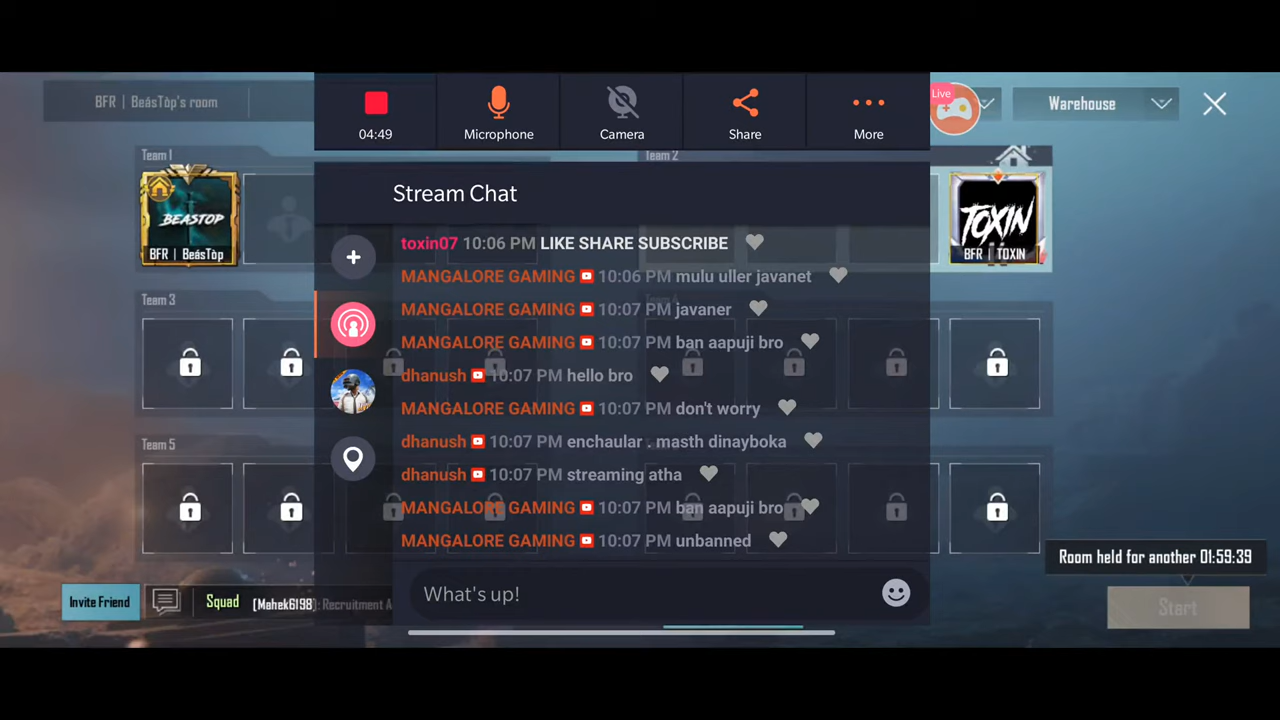 BFR | BeásTòp's room
04:49
Microphone
Camera
Share
More
Live
Warehouse
Team 1
Team 2
BEASTOP
BFR | BeásTòp
TOXIN
BFR | TOXIN
Stream Chat
toxin07 10:06 PM LIKE SHARE SUBSCRIBE
MANGALORE GAMING 10:06 PM mulu uller javanet
MANGALORE GAMING 10:07 PM javaner
MANGALORE GAMING 10:07 PM ban aapuji bro
dhanush 10:07 PM hello bro
MANGALORE GAMING 10:07 PM don't worry
dhanush 10:07 PM enchaular . masth dinayboka
dhanush 10:07 PM streaming atha
MANGALORE GAMING 10:07 PM ban aapuji bro
MANGALORE GAMING 10:07 PM unbanned
What's up!
Team 3
Team 5
Room held for another 01:59:39
Invite Friend
Squad
[Mahek6198]: Recruitment A
Start